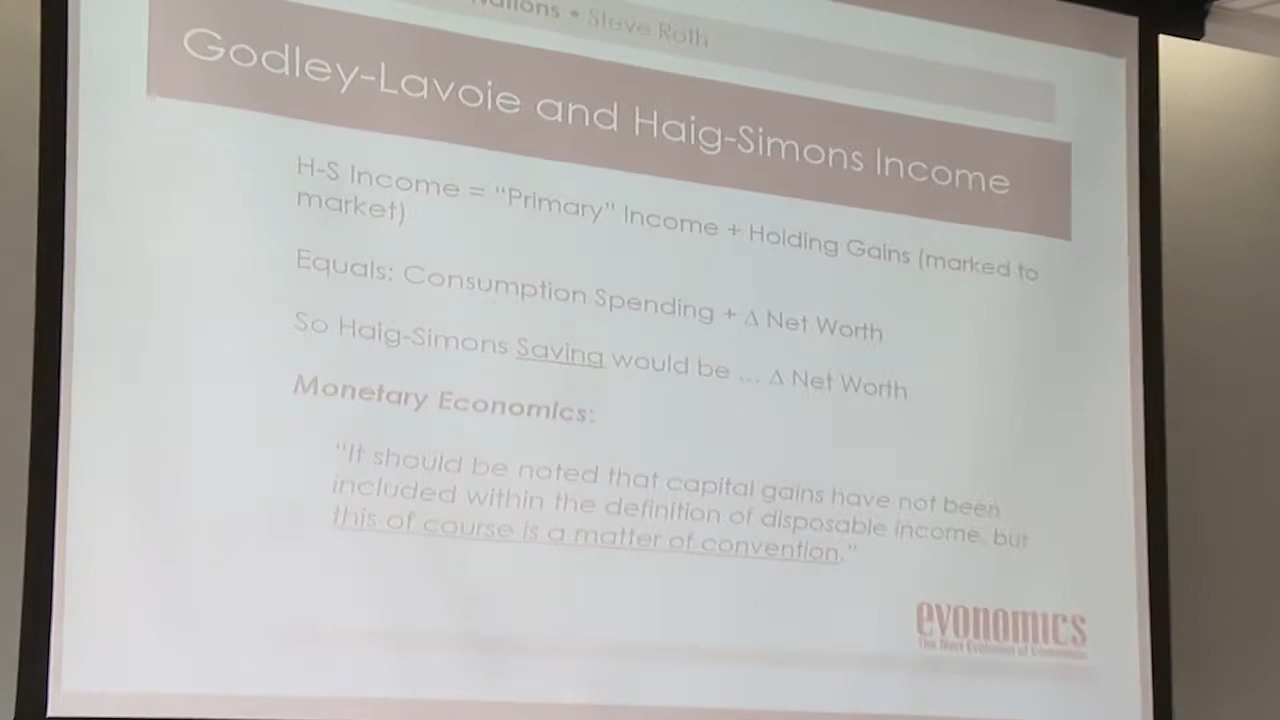 • Steve Roth
Godley-Lavoie and Haig-Simons Income
H-S Income = “Primary” Income + Holding Gains (marked to
market)
Equals: Consumption Spending + Δ Net Worth
So Haig-Simons Saving would be ... Δ Net Worth
Monetary Economics:
“It should be noted that capital gains have not been
included within the definition of disposable income, but
this of course is a matter of convention.”
evonomics
The Next Evolution of Economics